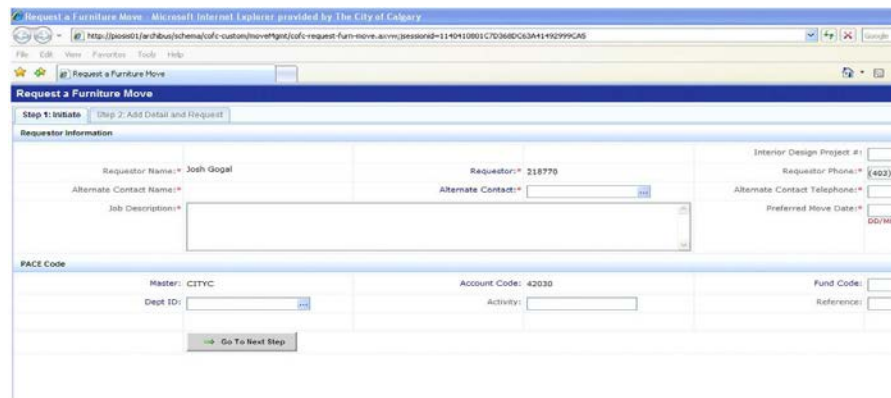 Request a Furniture Move - Microsoft Internet Explorer provided by The City of Calgary
http://piosis01/archibus/schema/cofc-custom/moveMgmt/cofc-request-furn-move.axvw;jsessionid=1140410801C7D368DC63A41492999CA5
Google
File Edit View Favorites Tools Help
Request a Furniture Move
Request a Furniture Move
Step 1: Initiate Step 2: Add Detail and Request
Requestor Information
Interior Design Project #:
Requestor Name:* Josh Gogal Requestor:* 218770 Requestor Phone:* (403)
Alternate Contact Name:* Alternate Contact:* ... Alternate Contact Telephone:*
Job Description:* Preferred Move Date:*
PACE Code
Master: CITYC Account Code: 42030 Fund Code:
Dept ID: ... Activity: Reference:
Go To Next Step